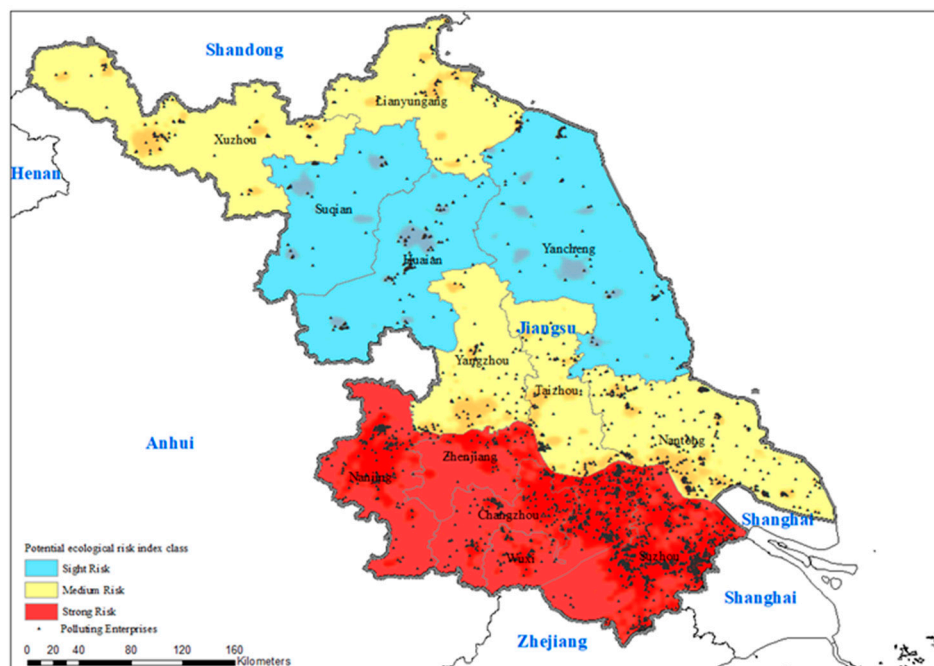 Shandong
Lianyungang
Xuzhou
Henan
Suqian
Huaian
Yancheng
Jiangsu
Yangzhou
Taizhou
Anhui
Nantong
Zhenjiang
Nanjing
Changzhou
Shanghai
Wuxi
Suzhou
Shanghai
Zhejiang
Potential ecological risk index class
Sight Risk
Medium Risk
Strong Risk
Polluting Enterprises
0 20 40 80 120 160
Kilometers